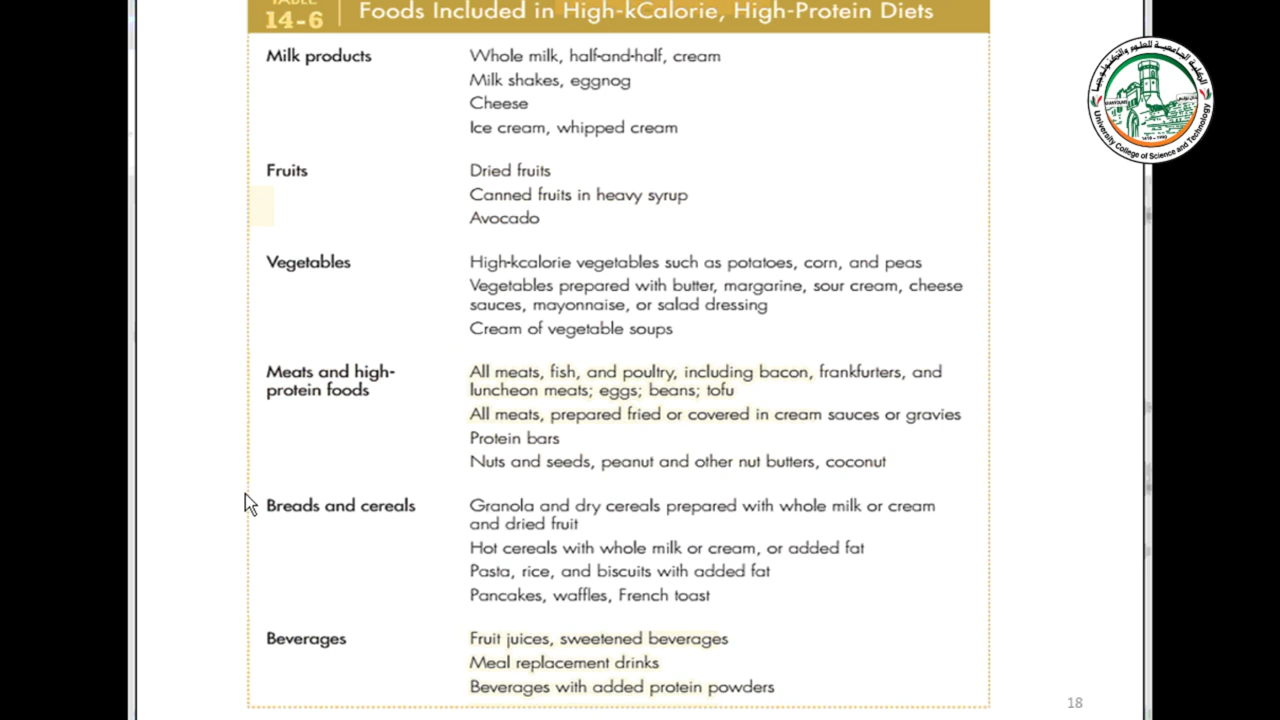 TABLE
14-6 Foods Included in High-kCalorie, High-Protein Diets
Milk products Whole milk, half-and-half, cream
Milk shakes, eggnog
Cheese
Ice cream, whipped cream
Fruits Dried fruits
Canned fruits in heavy syrup
Avocado
Vegetables High-kcalorie vegetables such as potatoes, corn, and peas
Vegetables prepared with butter, margarine, sour cream, cheese
sauces, mayonnaise, or salad dressing
Cream of vegetable soups
Meats and high-
protein foods
All meats, fish, and poultry, including bacon, frankfurters, and
luncheon meats; eggs; beans; tofu
All meats, prepared fried or covered in cream sauces or gravies
Protein bars
Nuts and seeds, peanut and other nut butters, coconut
Breads and cereals Granola and dry cereals prepared with whole milk or cream
and dried fruit
Hot cereals with whole milk or cream, or added fat
Pasta, rice, and biscuits with added fat
Pancakes, waffles, French toast
Beverages Fruit juices, sweetened beverages
Meal replacement drinks
Beverages with added protein powders
18
الكلية الجامعية للعلوم والتكنولوجيا
University College of Science and Technology